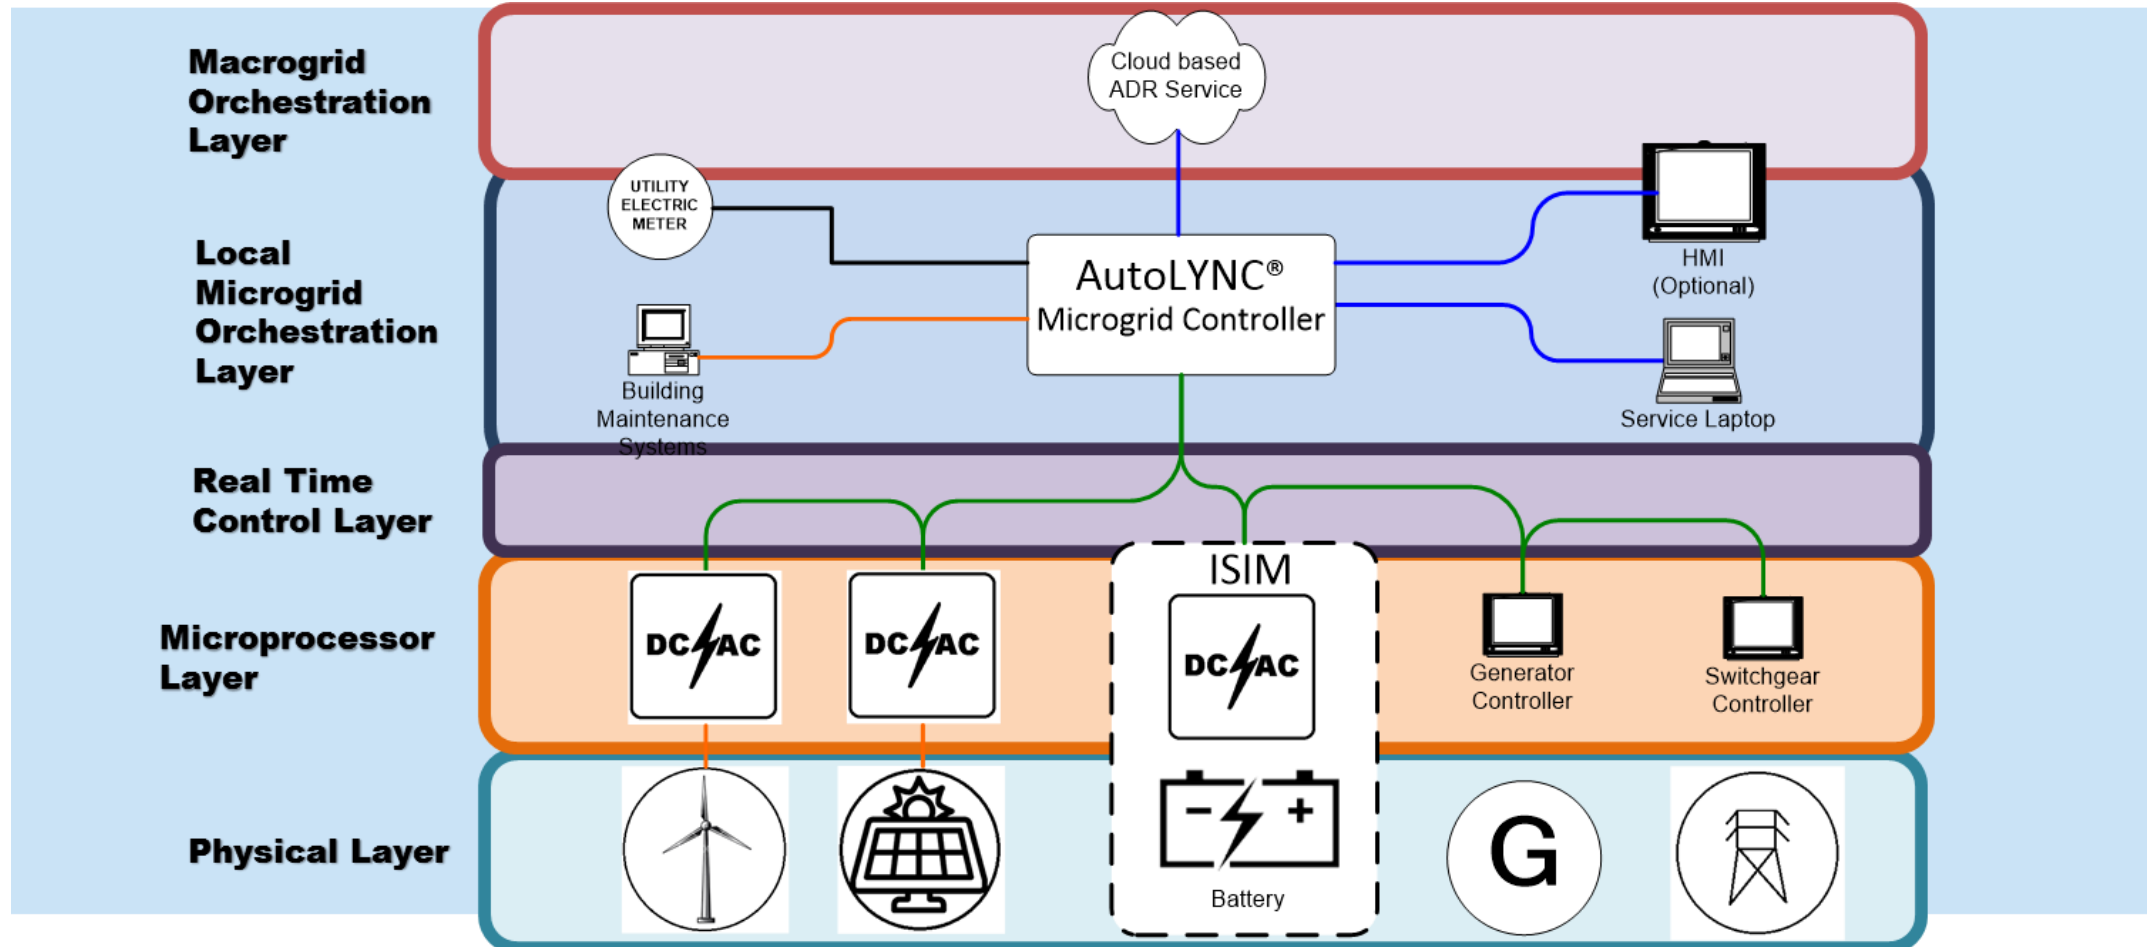 Macrogrid
Orchestration
Layer
Cloud based
ADR Service
UTILITY
ELECTRIC
METER
Local
Microgrid
Orchestration
Layer
AutoLYNC®
Microgrid Controller
HMI
(Optional)
Building
Maintenance
Systems
Service Laptop
Real Time
Control Layer
ISIM
Microprocessor
Layer
DC AC
DC AC
DC AC
Generator
Controller
Switchgear
Controller
Physical Layer
- +
Battery
G